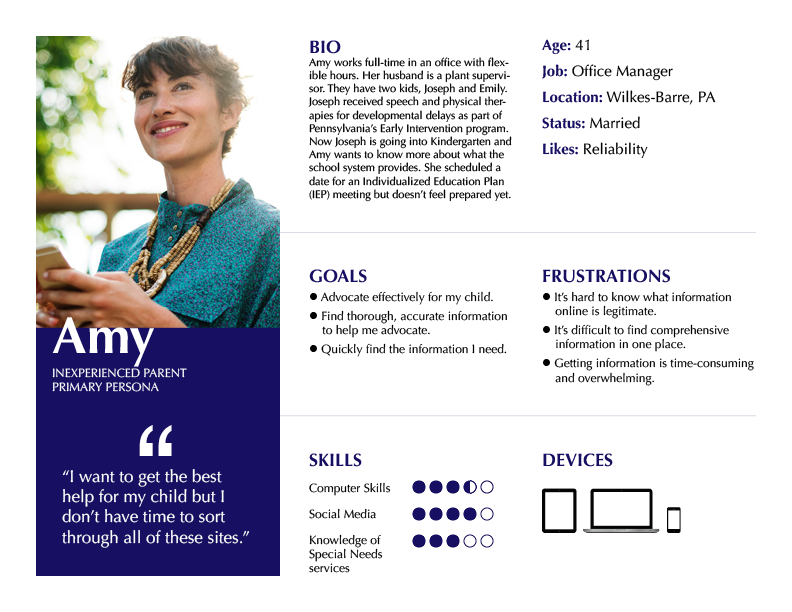 Amy
INEXPERIENCED PARENT
PRIMARY PERSONA
“
“I want to get the best
help for my child but I
don’t have time to sort
through all of these sites.”
BIO
Amy works full-time in an office with flex-
ible hours. Her husband is a plant supervi-
sor. They have two kids, Joseph and Emily.
Joseph received speech and physical ther-
apies for developmental delays as part of
Pennsylvania’s Early Intervention program.
Now Joseph is going into Kindergarten and
Amy wants to know more about what the
school system provides. She scheduled a
date for an Individualized Education Plan
(IEP) meeting but doesn’t feel prepared yet.
Age: 41
Job: Office Manager
Location: Wilkes-Barre, PA
Status: Married
Likes: Reliability
GOALS
● Advocate effectively for my child.
● Find thorough, accurate information
to help me advocate.
● Quickly find the information I need.
FRUSTRATIONS
● It’s hard to know what information
online is legitimate.
● It’s difficult to find comprehensive
information in one place.
● Getting information is time-consuming
and overwhelming.
SKILLS
Computer Skills
Social Media
Knowledge of
Special Needs
services
DEVICES